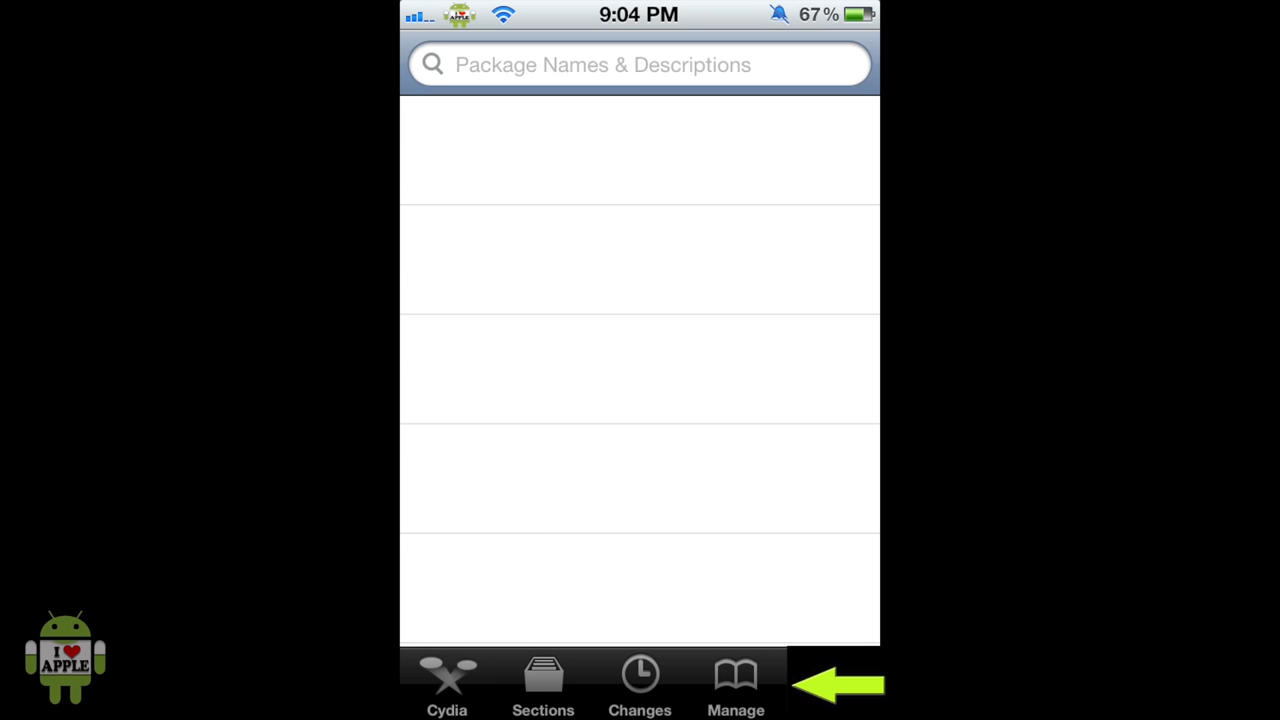 9:04 PM 67%
Package Names & Descriptions
I ❤ APPLE
Cydia Sections Changes Manage